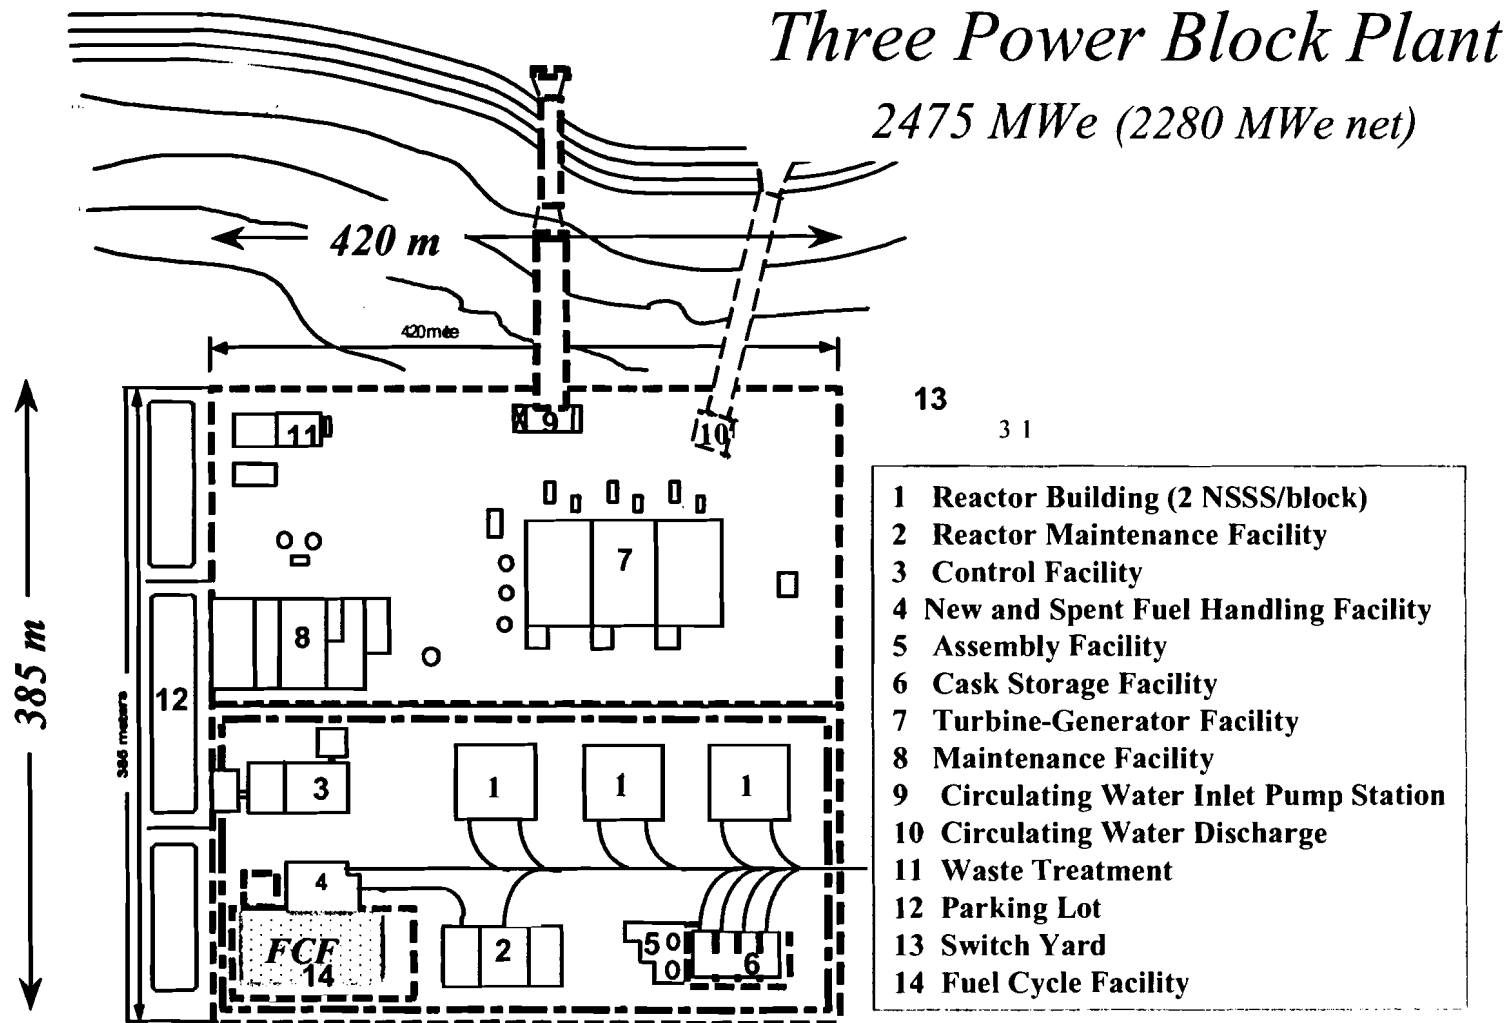 Three Power Block Plant
2475 MWe (2280 MWe net)
420 m
13
3 1
11
9
10
1 Reactor Building (2 NSSS/block)
2 Reactor Maintenance Facility
3 Control Facility
4 New and Spent Fuel Handling Facility
5 Assembly Facility
6 Cask Storage Facility
7 Turbine-Generator Facility
8 Maintenance Facility
9 Circulating Water Inlet Pump Station
10 Circulating Water Discharge
11 Waste Treatment
12 Parking Lot
13 Switch Yard
14 Fuel Cycle Facility
7
8
385 m
meters
12
3
1
1
1
4
FCF
14
2
5
6